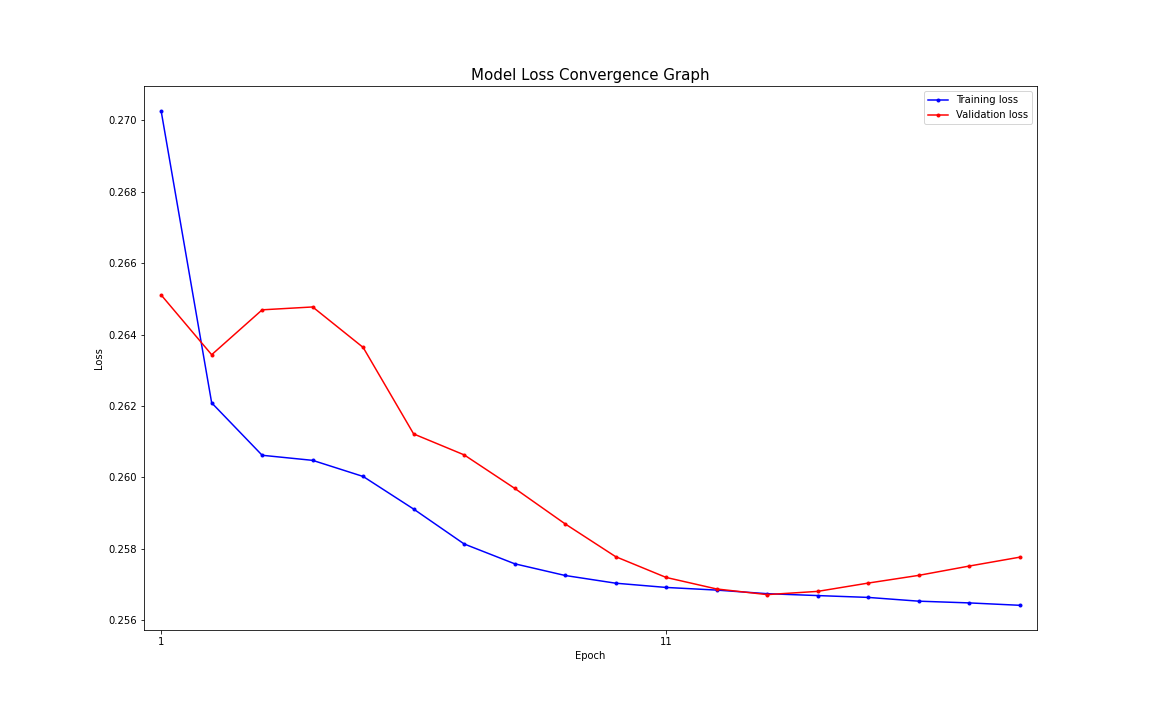 Model Loss Convergence Graph
Training loss
Validation loss
0.270
0.268
0.266
0.264
0.262
0.260
0.258
0.256
Loss
1
11
Epoch